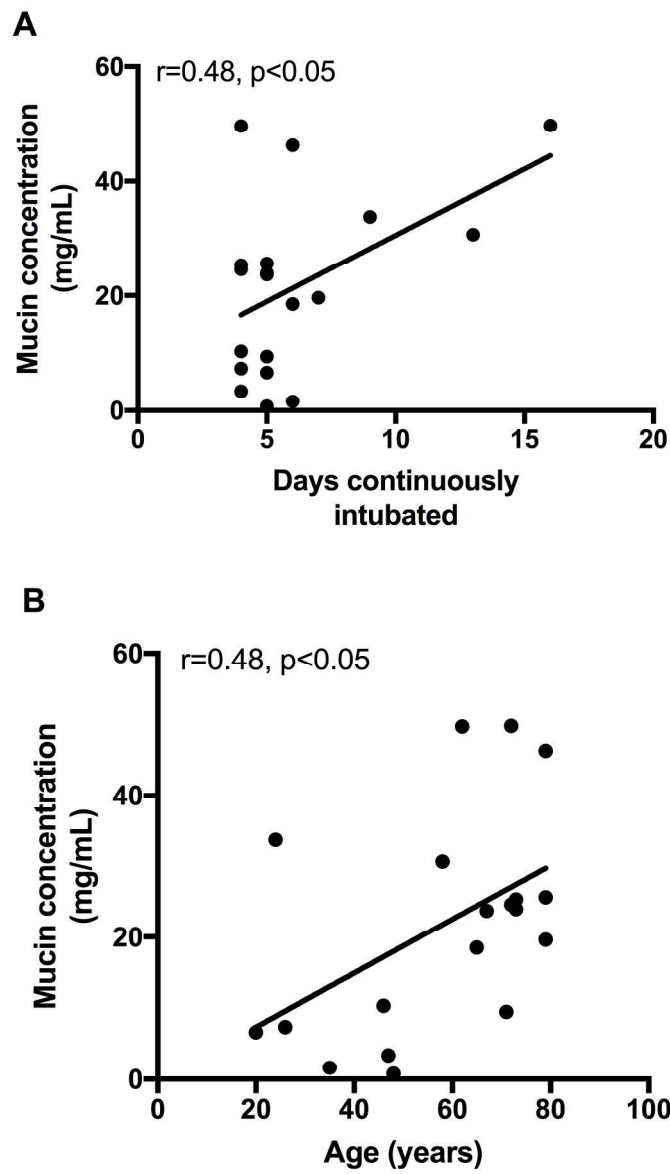 A
r=0.48, p<0.05
60
40
20
0
Mucin concentration
(mg/mL)
0 5 10 15 20
Days continuously
intubated
B
r=0.48, p<0.05
60
40
20
0
Mucin concentration
(mg/mL)
0 20 40 60 80 100
Age (years)